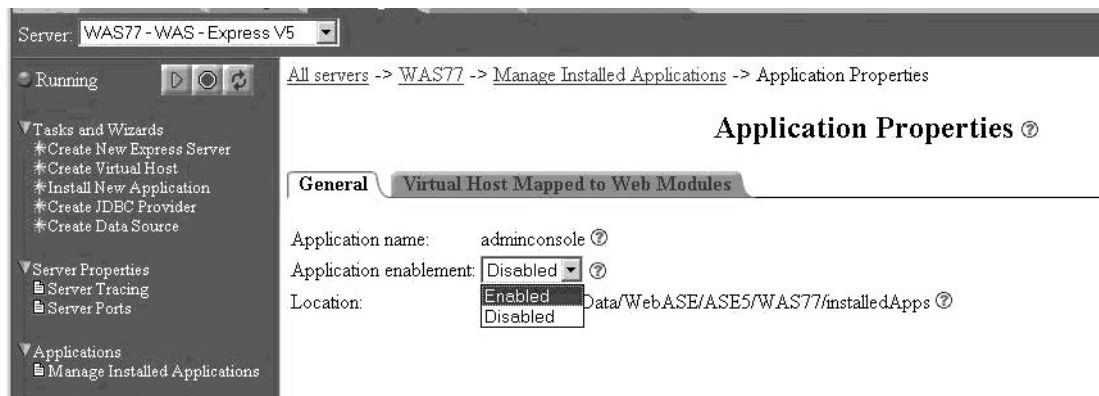 Server: WAS77 - WAS - Express V5
Running
All servers -> WAS77 -> Manage Installed Applications -> Application Properties
Application Properties
Tasks and Wizards
Create New Express Server
Create Virtual Host
Install New Application
Create JDBC Provider
Create Data Source
Server Properties
Server Tracing
Server Ports
Applications
Manage Installed Applications
General Virtual Host Mapped to Web Modules
Application name: adminconsole
Application enablement: Disabled
Enabled
Disabled
Location: Data/WebASE/ASE5/WAS77/installedApps